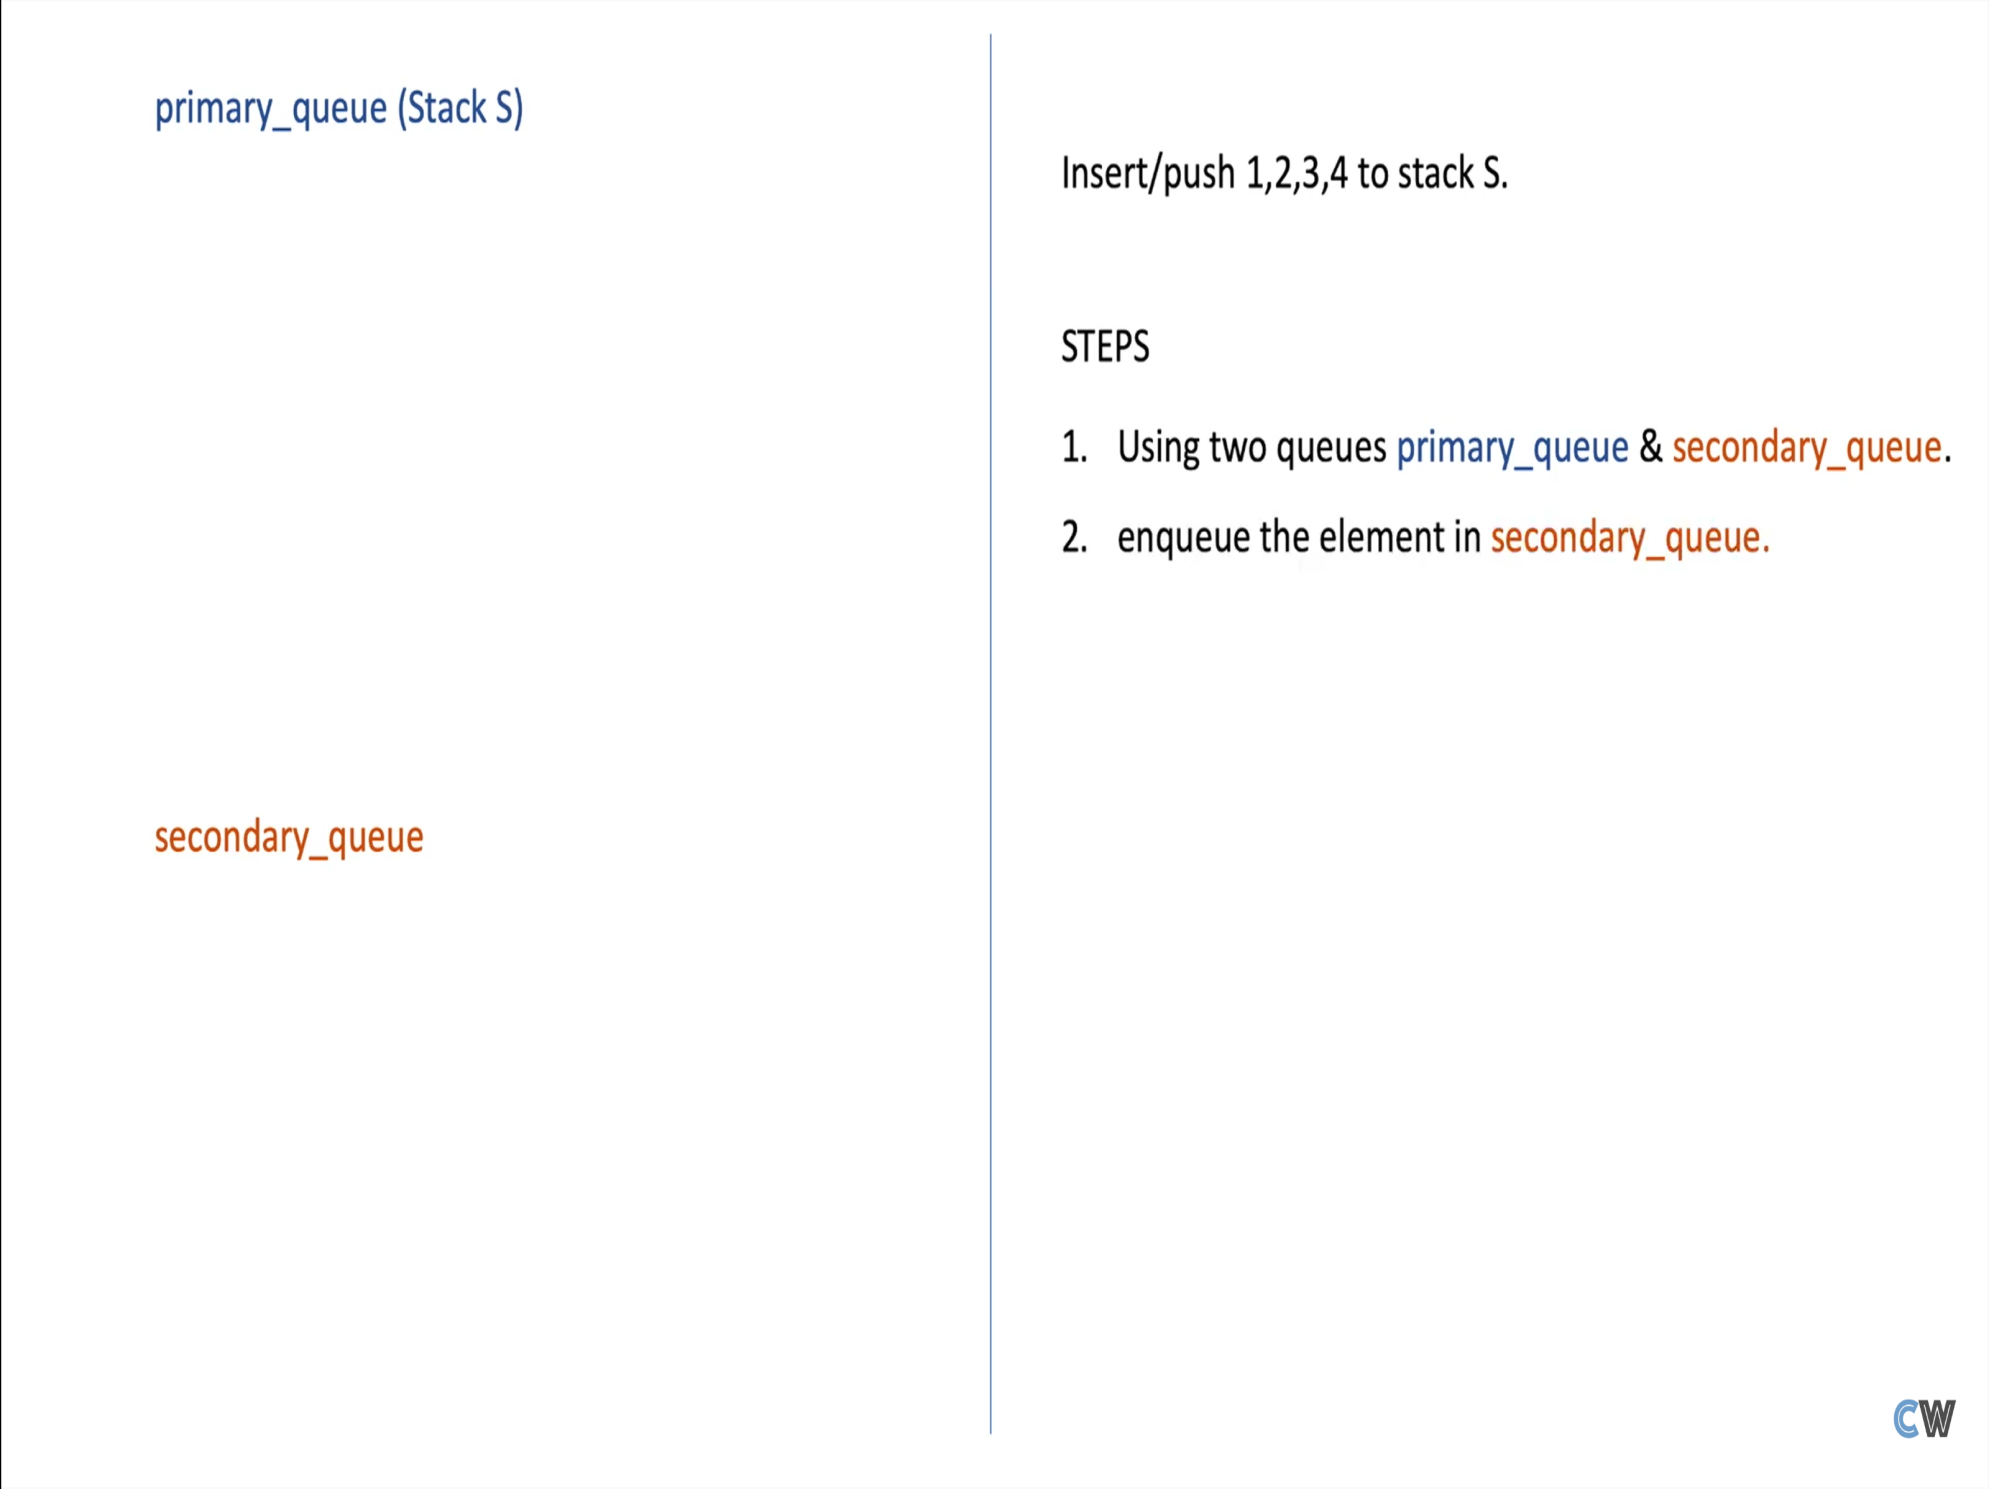 primary_queue (Stack S)
secondary_queue
Insert/push 1,2,3,4 to stack S.
STEPS
1. Using two queues primary_queue & secondary_queue.
2. enqueue the element in secondary_queue.
CW